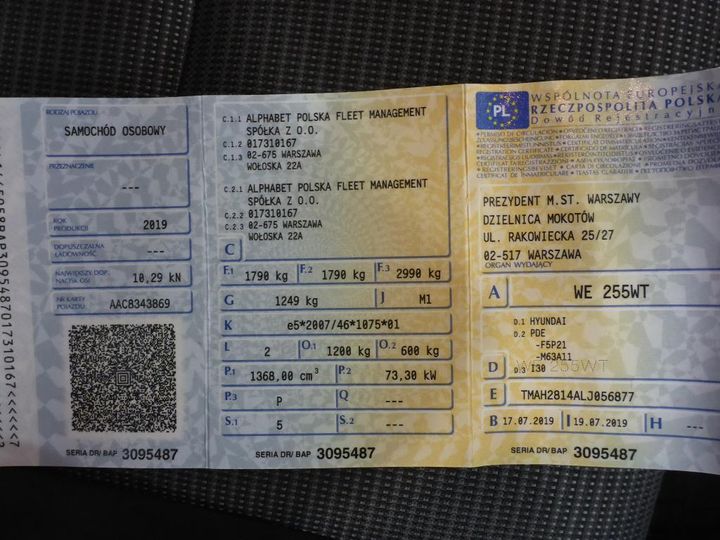 RODZAJ POJAZDU
SAMOCHÓD OSOBOWY
PRZEZNACZENIE
---
ROK PRODUKCJI
2019
DOPUSZCZALNA ŁADOWNOŚĆ
---
NAJWIĘKSZY DOP. NACISK OSI
10,29 kN
NR KARTY POJAZDU
AAC8343869
SERIA DR/ BAP 3095487
C.1.1 ALPHABET POLSKA FLEET MANAGEMENT
SPÓŁKA Z O.O.
C.1.2 017310167
C.1.3 02-675 WARSZAWA
WOŁOSKA 22A
C.2.1 ALPHABET POLSKA FLEET MANAGEMENT
SPÓŁKA Z O.O.
C.2.2 017310167
C.2.3 02-675 WARSZAWA
WOŁOSKA 22A
C
F.1 1790 kg F.2 1790 kg F.3 2990 kg
G 1249 kg J M1
K e5*2007/46*1075*01
L 2 O.1 1200 kg O.2 600 kg
P.1 1368,00 cm³ P.2 73,30 kW
P.3 P Q ---
S.1 5 S.2 ---
SERIA DR/ BAP 3095487
PL
WSPÓLNOTA EUROPEJSKA
RZECZPOSPOLITA POLSKA
Dowód Rejestracyjny
PREZYDENT M.ST. WARSZAWY
DZIELNICA MOKOTÓW
UL. RAKOWIECKA 25/27
02-517 WARSZAWA
ORGAN WYDAJĄCY
A WE 255WT
D.1 HYUNDAI
D.2 PDE
-F5P21
-M63A11
D D.3 I30
WE 255WT
E TMAH2814ALJ056877
B 17.07.2019 I 19.07.2019 H ---
SERIA DR/ BAP 3095487